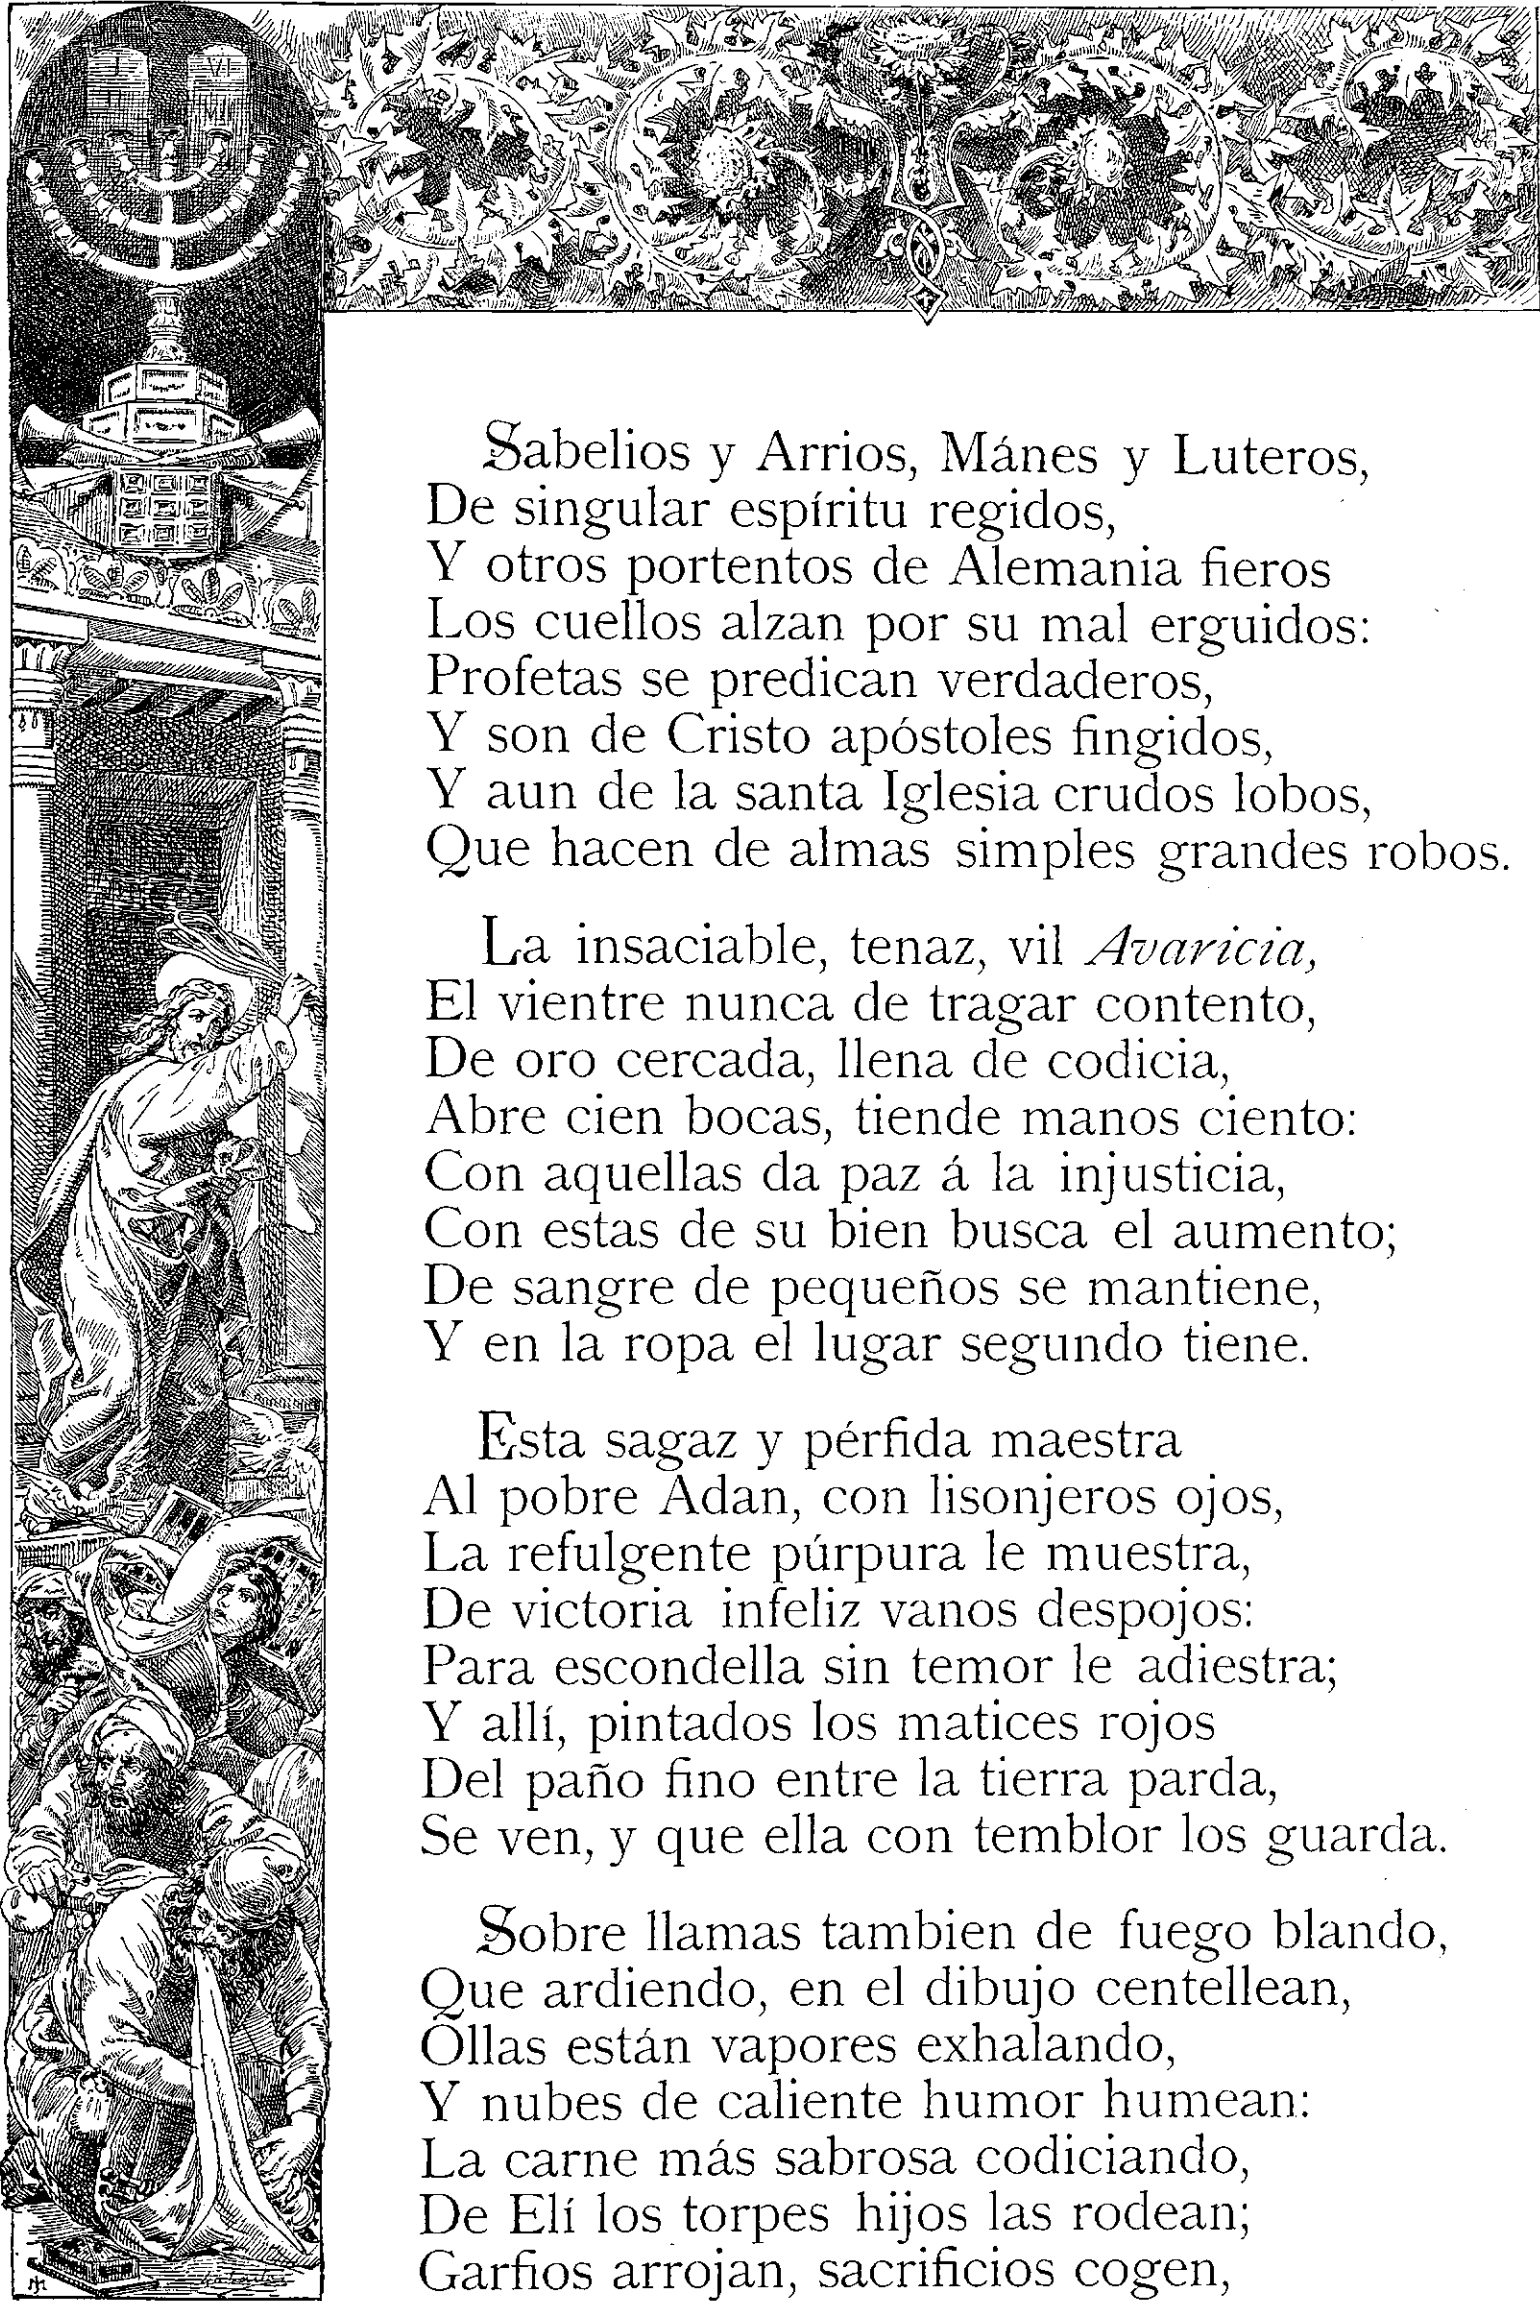 Sabelios y Arrios, Mánes y Luteros,
De singular espíritu regidos,
Y otros portentos de Alemania fieros
Los cuellos alzan por su mal erguidos:
Profetas se predican verdaderos,
Y son de Cristo apóstoles fingidos,
Y aun de la santa Iglesia crudos lobos,
Que hacen de almas simples grandes robos.
La insaciable, tenaz, vil Avaricia,
El vientre nunca de tragar contento,
De oro cercada, llena de codicia,
Abre cien bocas, tiende manos ciento:
Con aquellas da paz á la injusticia,
Con estas de su bien busca el aumento;
De sangre de pequeños se mantiene,
Y en la ropa el lugar segundo tiene.
Esta sagaz y pérfida maestra
Al pobre Adan, con lisonjeros ojos,
La refulgente púrpura le muestra,
De victoria infeliz vanos despojos:
Para escondella sin temor le adiestra;
Y allí, pintados los matices rojos
Del paño fino entre la tierra parda,
Se ven, y que ella con temblor los guarda.
Sobre llamas tambien de fuego blando,
Que ardiendo, en el dibujo centellean,
Ollas están vapores exhalando,
Y nubes de caliente humor humean:
La carne más sabrosa codiciando,
De Elí los torpes hijos las rodean;
Garfios arrojan, sacrificios cogen,